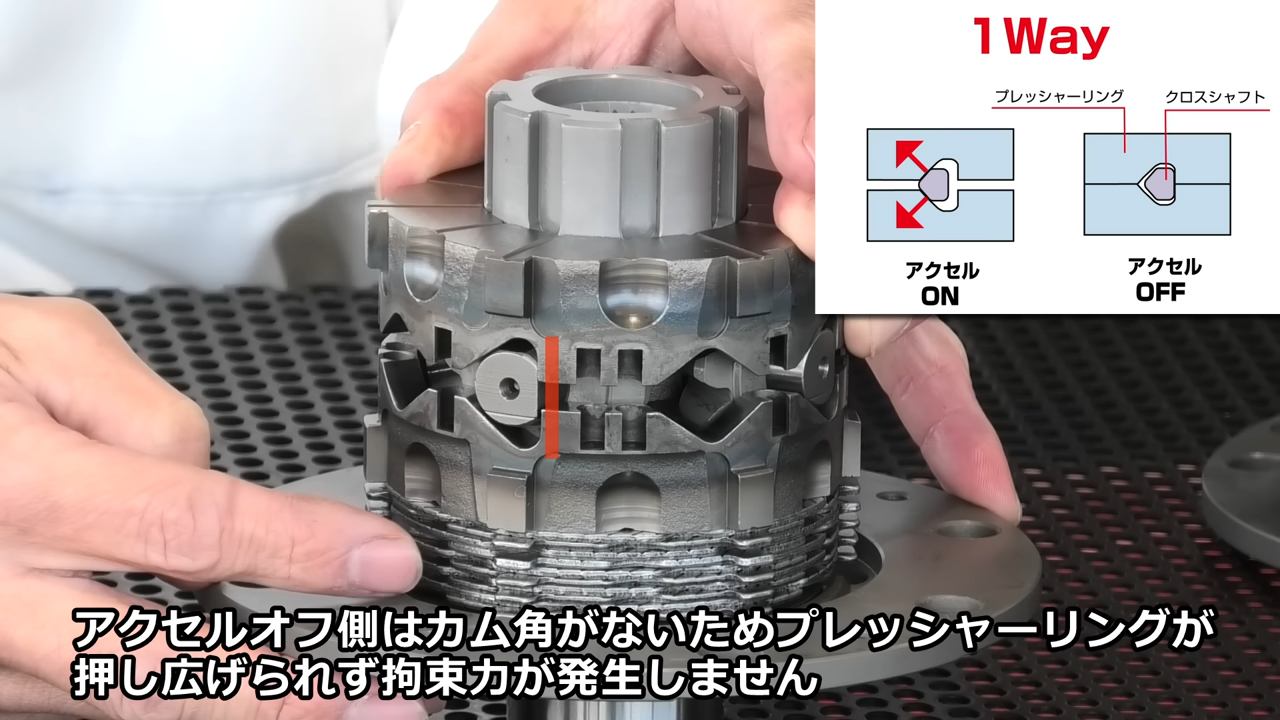 1Way
プレッシャーリング
クロスシャフト
アクセル
ON
アクセル
OFF
アクセルオフ側はカム角がないためプレッシャーリングが
押し広げられず拘束力が発生しません